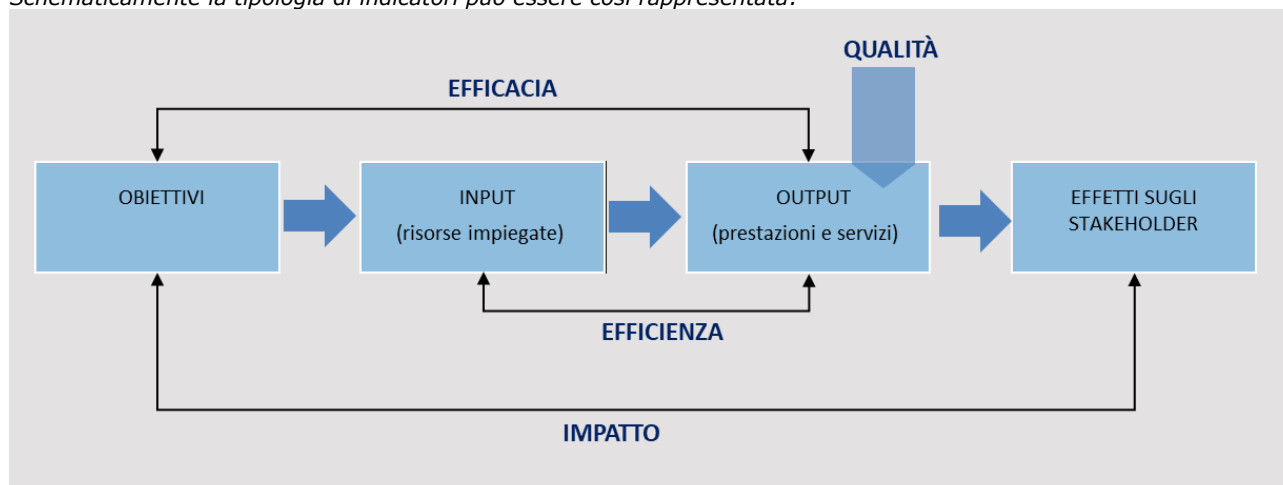 Schematicamente la tipologia di indicatori può essere così rappresentata:
QUALITÀ
EFFICACIA
OBIETTIVI
INPUT
(risorse impiegate)
OUTPUT
(prestazioni e servizi)
EFFETTI SUGLI
STAKEHOLDER
EFFICIENZA
IMPATTO